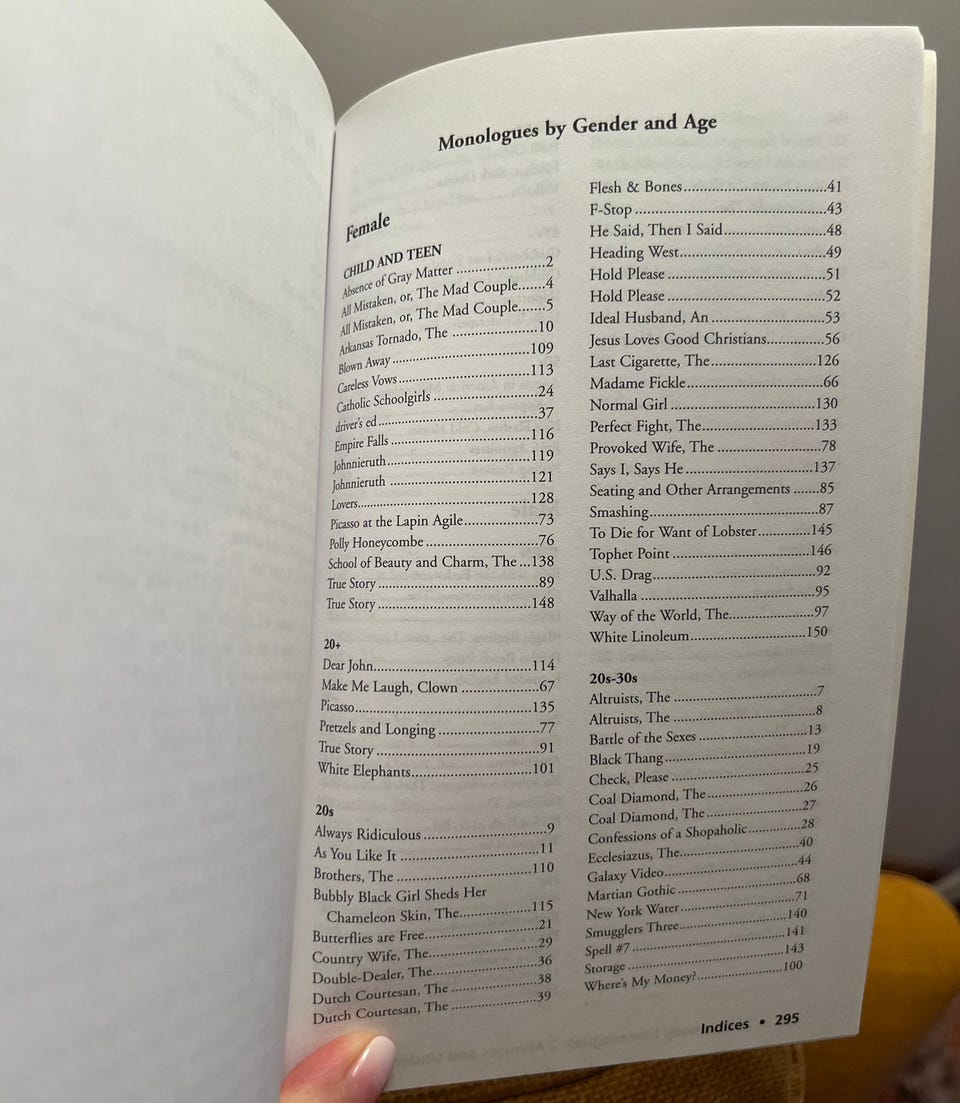 Monologues by Gender and Age
Female
CHILD AND TEEN
Absence of Gray Matter ..........................2
All Mistaken, or, The Mad Couple.......4
All Mistaken, or, The Mad Couple.......5
Arkansas Tornado, The .........................10
Blown Away ........................................109
Careless Vows......................................113
Catholic Schoolgirls ..............................24
driver's ed..............................................37
Empire Falls ........................................116
Johnnieruth.........................................119
Johnnieruth ........................................121
Lovers..................................................128
Picasso at the Lapin Agile.....................73
Polly Honeycombe ...............................76
School of Beauty and Charm, The ...138
True Story .............................................89
True Story ...........................................148
20+
Dear John............................................114
Make Me Laugh, Clown .....................67
Picasso.................................................135
Pretzels and Longing ............................77
True Story .............................................91
White Elephants..................................101
20s
Always Ridiculous ..................................9
As You Like It .......................................11
Brothers, The ......................................110
Bubbly Black Girl Sheds Her
Chameleon Skin, The.....................115
Butterflies are Free................................21
Country Wife, The...............................29
Double-Dealer, The..............................36
Dutch Courtesan, The .........................38
Dutch Courtesan, The .........................39
Flesh & Bones.......................................41
F-Stop ...................................................43
He Said, Then I Said............................48
Heading West........................................49
Hold Please ...........................................51
Hold Please ...........................................52
Ideal Husband, An ...............................53
Jesus Loves Good Christians................56
Last Cigarette, The..............................126
Madame Fickle......................................66
Normal Girl ........................................130
Perfect Fight, The................................133
Provoked Wife, The .............................78
Says I, Says He ....................................137
Seating and Other Arrangements .......85
Smashing...............................................87
To Die for Want of Lobster...............145
Tophet Point .......................................146
U.S. Drag..............................................92
Valhalla .................................................95
Way of the World, The.........................97
White Linoleum..................................150
20s-30s
Altruists, The ..........................................7
Altruists, The ..........................................8
Battle of the Sexes .................................13
Black Thang..........................................19
Check, Please ........................................25
Coal Diamond, The..............................26
Coal Diamond, The..............................27
Confessions of a Shopaholic.................28
Ecclesiazus, The....................................40
Galaxy Video.........................................44
Martian Gothic .....................................68
New York Water....................................71
Smugglers Three..................................140
Spell #7 ...............................................141
Storage ................................................143
Where's My Money?...........................100
Indices • 295